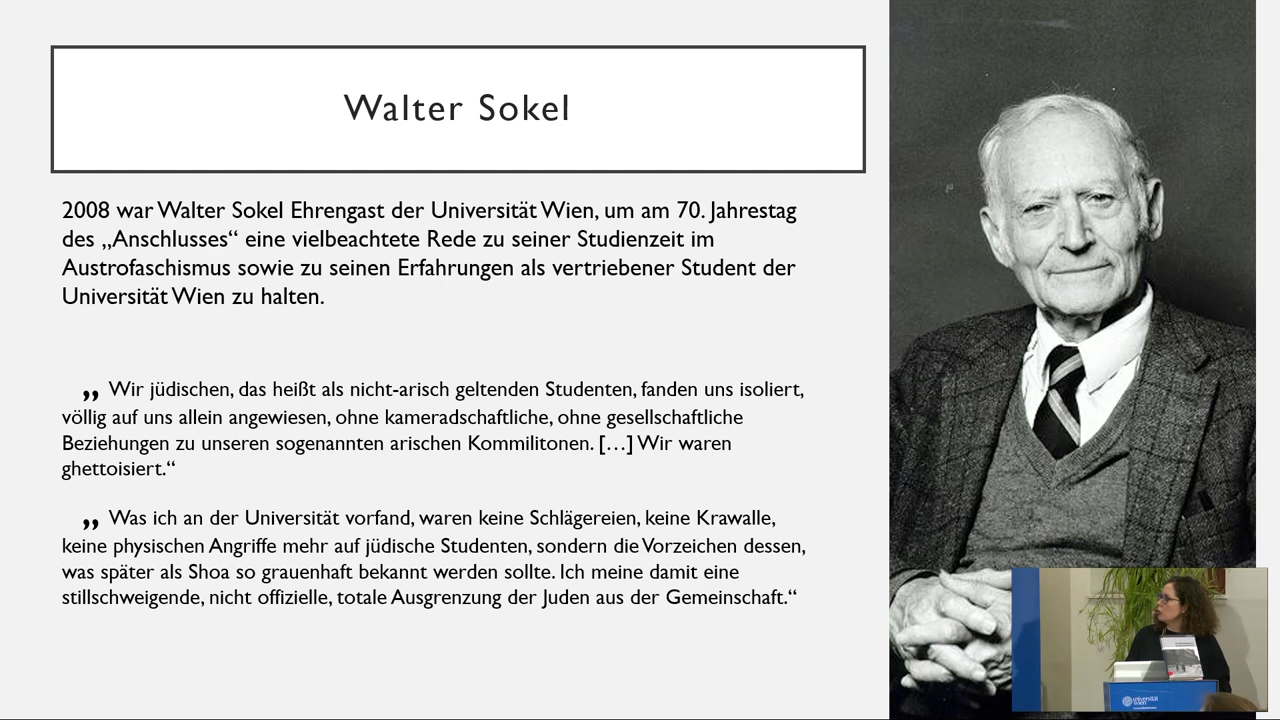 Walter Sokel
2008 war Walter Sokel Ehrengast der Universität Wien, um am 70. Jahrestag
des „Anschlusses“ eine vielbeachtete Rede zu seiner Studienzeit im
Austrofaschismus sowie zu seinen Erfahrungen als vertriebener Student der
Universität Wien zu halten.
„ Wir jüdischen, das heißt als nicht-arisch geltenden Studenten, fanden uns isoliert,
völlig auf uns allein angewiesen, ohne kameradschaftliche, ohne gesellschaftliche
Beziehungen zu unseren sogenannten arischen Kommilitonen. […] Wir waren
ghettoisiert.“
„ Was ich an der Universität vorfand, waren keine Schlägereien, keine Krawalle,
keine physischen Angriffe mehr auf jüdische Studenten, sondern die Vorzeichen dessen,
was später als Shoa so grauenhaft bekannt werden sollte. Ich meine damit eine
stillschweigende, nicht offizielle, totale Ausgrenzung der Juden aus der Gemeinschaft.“
universität
wien